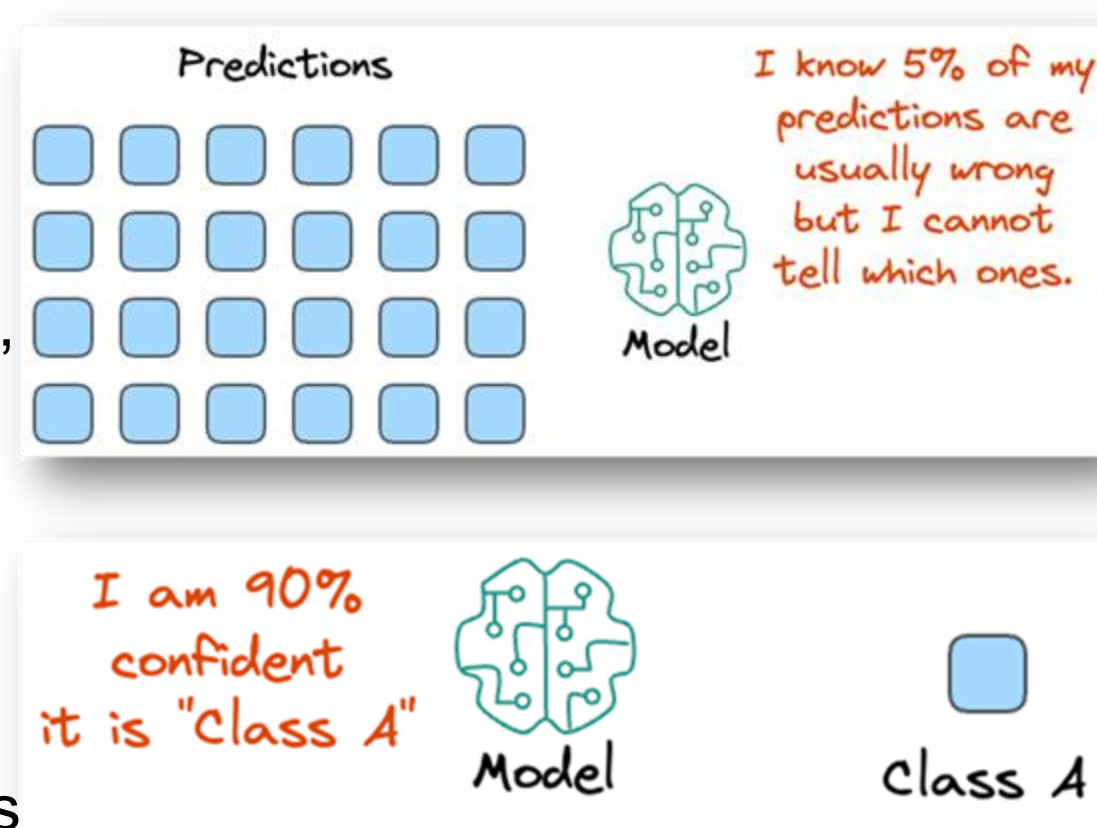 Predictions
I know 5% of my
predictions are
usually wrong
but I cannot
tell which ones.
,
Model
I am 90%
confident
it is "Class A"
Model
Class A
s